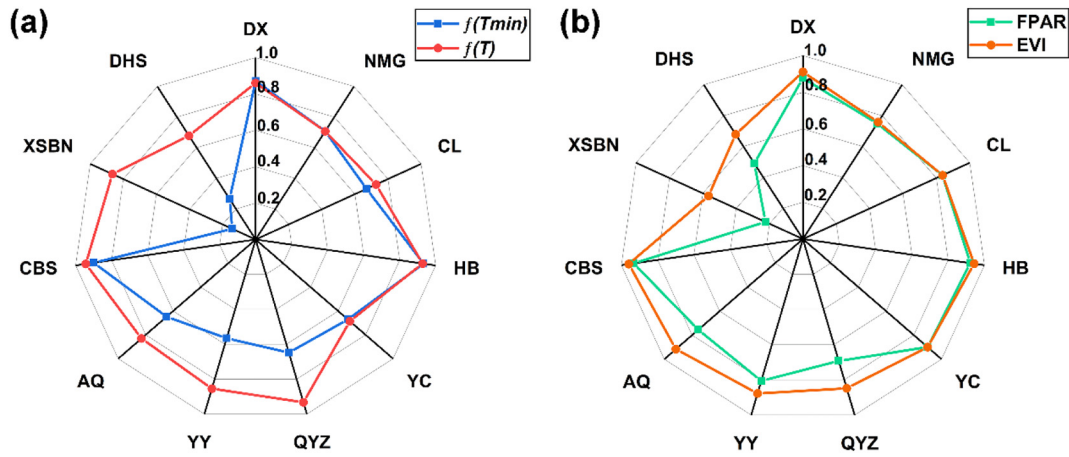 (a)
f(Tmin)
f(T)
DX
NMG
CL
HB
YC
QYZ
YY
AQ
CBS
XSBN
DHS
1.0
0.8
0.6
0.4
0.2
(b)
FPAR
EVI
DX
NMG
CL
HB
YC
QYZ
YY
AQ
CBS
XSBN
DHS
1.0
0.8
0.6
0.4
0.2